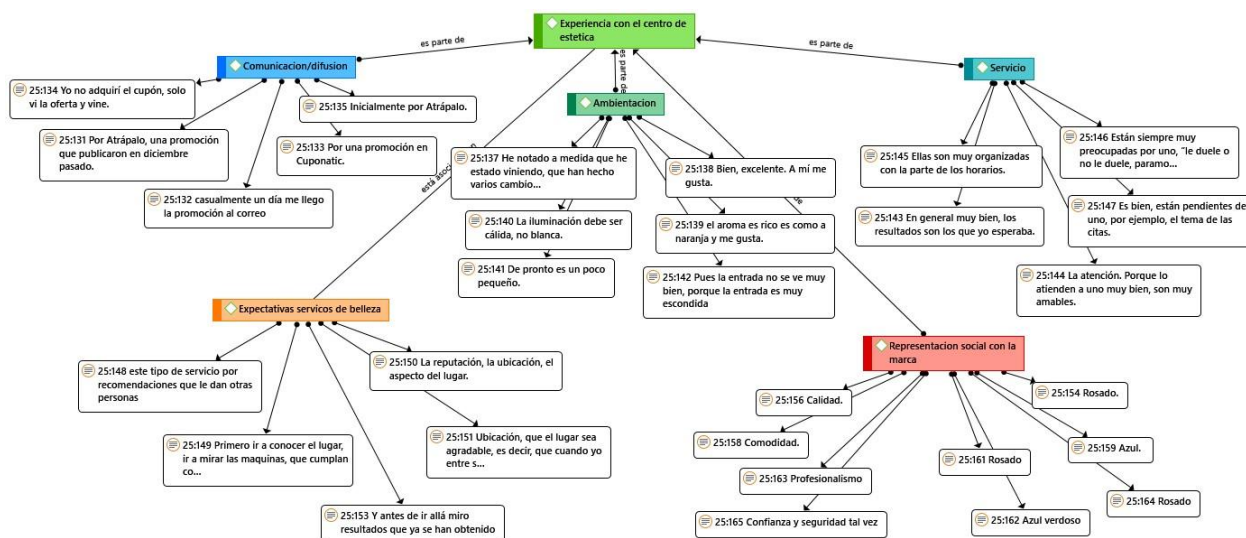 Experiencia con el centro de
estetica
es parte de
es parte de
es parte de
Comunicacion/difusion
Servicio
Ambientacion
25:134 Yo no adquirí el cupón, solo
vi la oferta y vine.
25:135 Inicialmente por Atrápalo.
25:131 Por Atrápalo, una promoción
que publicaron en diciembre
pasado.
25:133 Por una promoción en
Cuponatic.
25:132 casualmente un día me llego
la promoción al correo
25:137 He notado a medida que he
estado viniendo, que han hecho
varios cambio...
25:138 Bien, excelente. A mí me
gusta.
25:140 La iluminación debe ser
cálida, no blanca.
25:139 el aroma es rico es como a
naranja y me gusta.
25:141 De pronto es un poco
pequeño.
25:142 Pues la entrada no se ve muy
bien, porque la entrada es muy
escondida
25:145 Ellas son muy organizadas
con la parte de los horarios.
25:146 Están siempre muy
preocupadas por uno, "le duele o
no le duele, paramo...
25:143 En general muy bien, los
resultados son los que yo esperaba.
25:147 Es bien, están pendientes de
uno, por ejemplo, el tema de las
citas.
25:144 La atención. Porque lo
atienden a uno muy bien, son muy
amables.
está
de
Expectativas servicos de belleza
25:148 este tipo de servicio por
recomendaciones que le dan otras
personas
25:150 La reputación, la ubicación, el
aspecto del lugar.
25:149 Primero ir a conocer el lugar,
ir a mirar las maquinas, que cumplan
co...
25:151 Ubicación, que el lugar sea
agradable, es decir, que cuando yo
entre s...
25:153 Y antes de ir allá miro
resultados que ya se han obtenido
Representacion social con la
marca
25:156 Calidad.
25:154 Rosado.
25:158 Comodidad.
25:159 Azul.
25:163 Profesionalismo
25:161 Rosado
25:164 Rosado
25:165 Confianza y seguridad tal vez
25:162 Azul verdoso